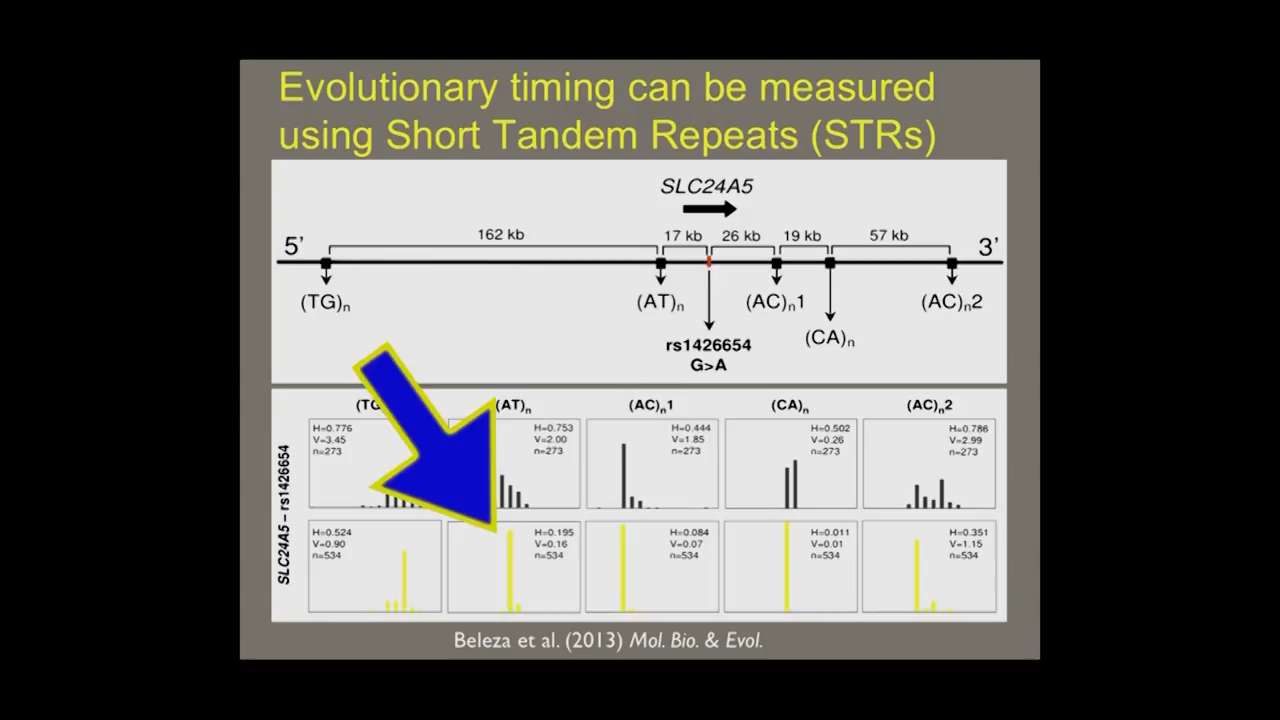 Evolutionary timing can be measured
using Short Tandem Repeats (STRs)
SLC24A5
162 kb 17 kb 26 kb 19 kb 57 kb
5’ 3’
(TG)n (AT)n (AC)n1 (AC)n2
(CA)n
rs1426654
G>A
(TG (AT)n (AC)n1 (CA)n (AC)n2
SLC24A5 – rs1426654
H=0.776 H=0.753 H=0.444 H=0.502 H=0.786
V=3.45 V=2.00 V=1.85 V=0.26 V=2.99
n=273 n=273 n=273 n=273 n=273
H=0.524 H=0.195 H=0.084 H=0.011 H=0.351
V=0.90 V=0.16 V=0.07 V=0.01 V=1.15
n=534 n=534 n=534 n=534 n=534
Beleza et al. (2013) Mol. Bio. & Evol.